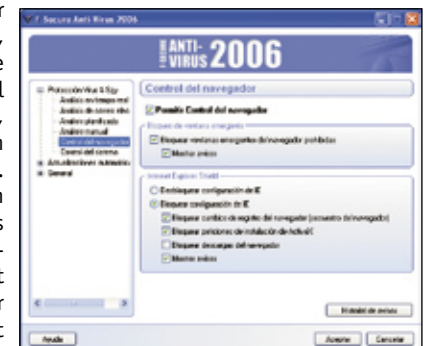 F-Secure Anti-Virus 2006
F-SECURE
ANTI-
VIRUS 2006
Protección Virus & Spy
Análisis en tiempo real
Análisis de correo
Análisis planificado
Análisis manual
Control del navegador
Control del sistema
Actualizaciones
General
Control del navegador
Permitir Control del navegador
Bloqueo de ventana emergente
Bloquear ventanas emergentes del navegador prohibidas
Mostrar avisos
Internet Explorer Shield
Desbloquear configuración de IE
Bloquear configuración de IE
Bloquear cambios de registro del navegador (secuestro del navegador)
Bloquear peticiones de instalación de ActiveX
Bloquear descargas del navegador
Mostrar avisos
Historial de avisos
Ayuda
Aceptar
Cancelar